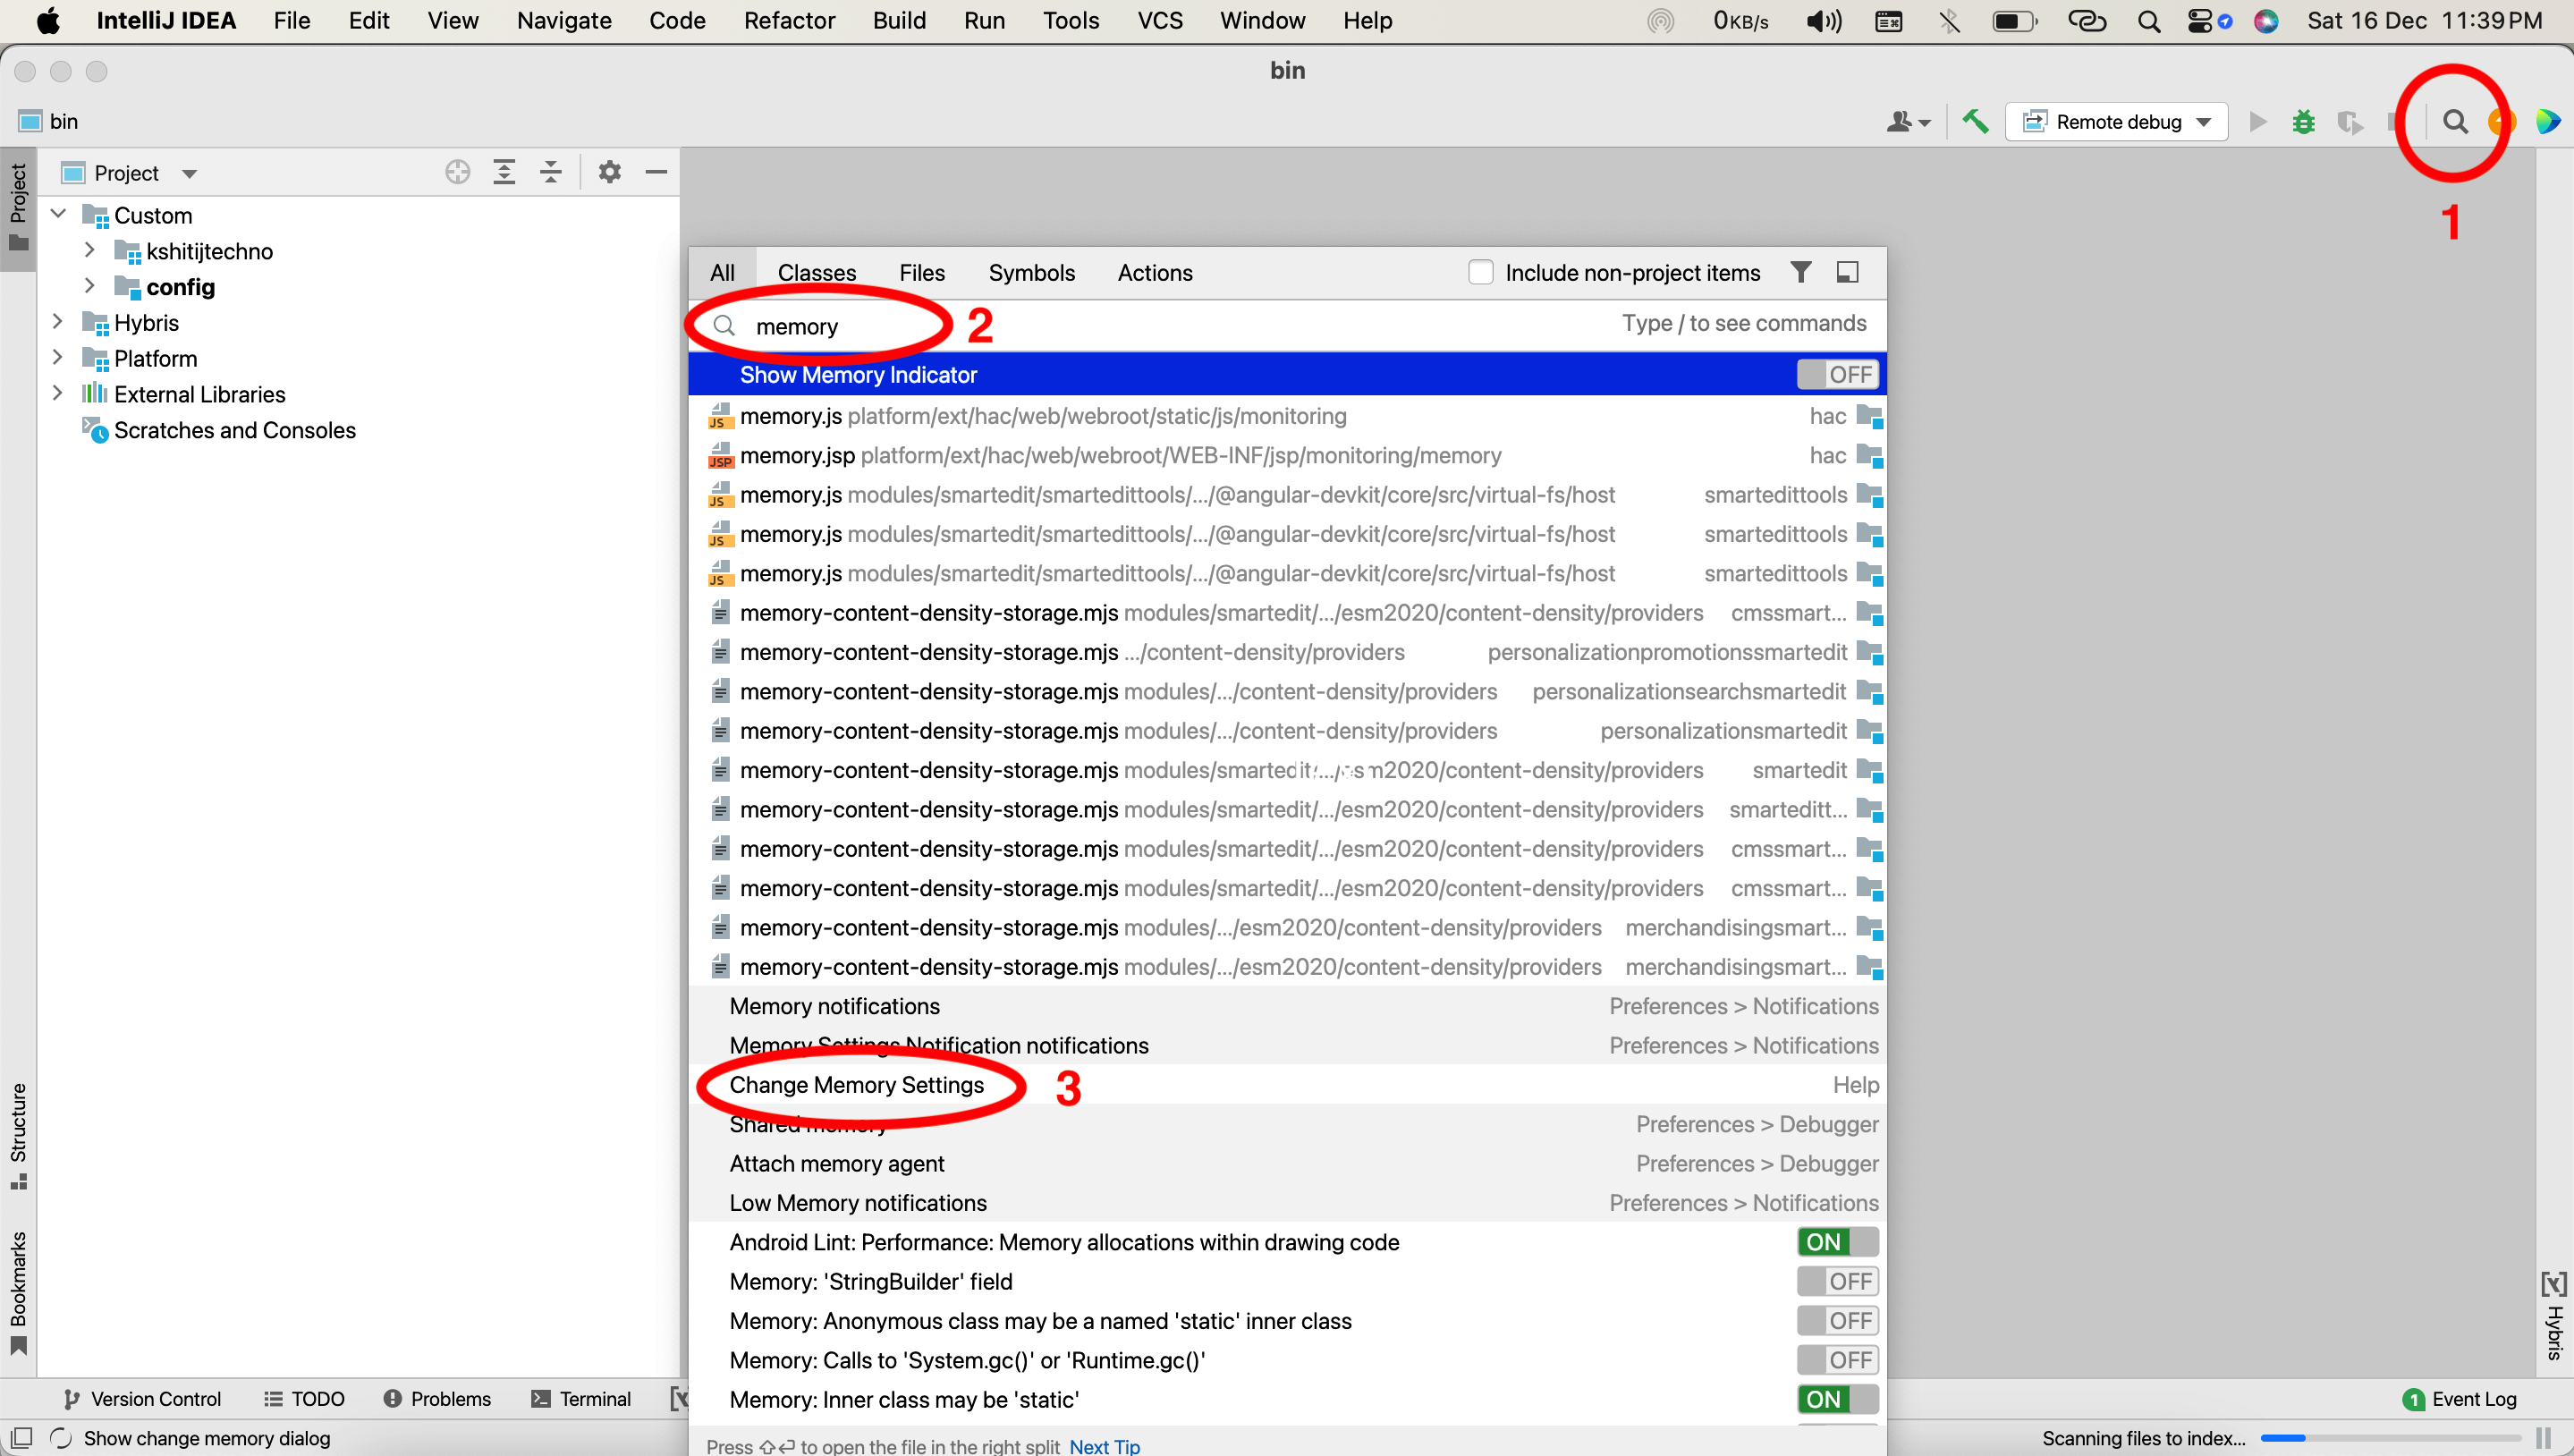 IntelliJ IDEA File Edit View Navigate Code Refactor Build Run Tools VCS Window Help 0KB/s Sat 16 Dec 11:39 PM
bin
bin Remote debug
1
Project
Project
Custom
kshitijtechno
config
Hybris
Platform
External Libraries
Scratches and Consoles
All Classes Files Symbols Actions Include non-project items
memory 2 Type / to see commands
Show Memory Indicator OFF
JS memory.js platform/ext/hac/web/webroot/static/js/monitoring hac
JSP memory.jsp platform/ext/hac/web/webroot/WEB-INF/jsp/monitoring/memory hac
JS memory.js modules/smartedit/smartedittools/.../@angular-devkit/core/src/virtual-fs/host smartedittools
JS memory.js modules/smartedit/smartedittools/.../@angular-devkit/core/src/virtual-fs/host smartedittools
JS memory.js modules/smartedit/smartedittools/.../@angular-devkit/core/src/virtual-fs/host smartedittools
memory-content-density-storage.mjs modules/smartedit/.../esm2020/content-density/providers cmssmart...
memory-content-density-storage.mjs .../content-density/providers personalizationpromotionssmartedit
memory-content-density-storage.mjs modules/.../content-density/providers personalizationsearchsmartedit
memory-content-density-storage.mjs modules/.../content-density/providers personalizationsmartedit
memory-content-density-storage.mjs modules/smartedit/.../esm2020/content-density/providers smartedit
memory-content-density-storage.mjs modules/smartedit/.../esm2020/content-density/providers smarteditt...
memory-content-density-storage.mjs modules/smartedit/.../esm2020/content-density/providers cmssmart...
memory-content-density-storage.mjs modules/smartedit/.../esm2020/content-density/providers cmssmart...
memory-content-density-storage.mjs modules/.../esm2020/content-density/providers merchandisingsmart...
memory-content-density-storage.mjs modules/.../esm2020/content-density/providers merchandisingsmart...
Memory notifications Preferences > Notifications
Memory Settings Notification notifications Preferences > Notifications
Change Memory Settings 3 Help
Shared memory Preferences > Debugger
Attach memory agent Preferences > Debugger
Low Memory notifications Preferences > Notifications
Android Lint: Performance: Memory allocations within drawing code ON
Memory: 'StringBuilder' field OFF
Memory: Anonymous class may be a named 'static' inner class OFF
Memory: Calls to 'System.gc()' or 'Runtime.gc()' OFF
Memory: Inner class may be 'static' ON
Press ⇧⏎ to open the file in the right split Next Tip
Structure
Bookmarks
Hybris
Version Control TODO Problems Terminal 1 Event Log
Show change memory dialog Scanning files to index...